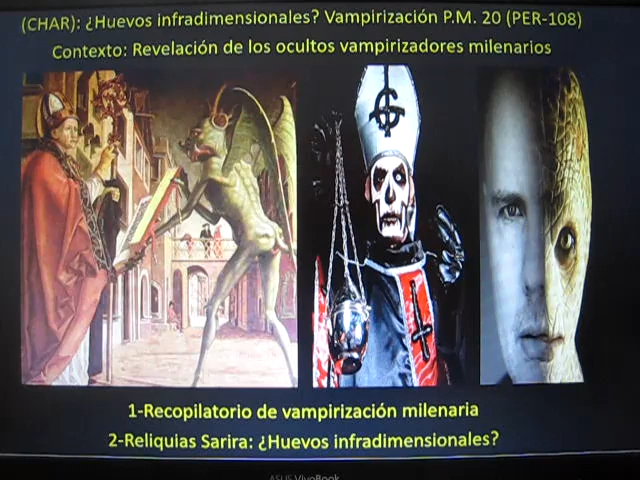 (CHAR): ¿Huevos infradimensionales? Vampirización P.M. 20 (PER-108)
Contexto: Revelación de los ocultos vampirizadores milenarios
1-Recopilatorio de vampirización milenaria
2-Reliquias Sarira: ¿Huevos infradimensionales?
ASUS VivoBook